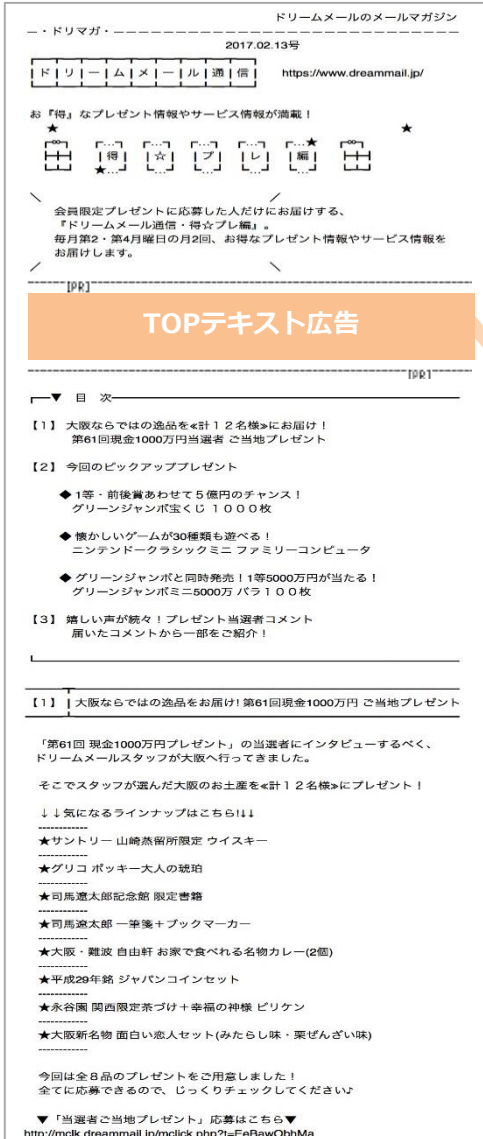 ドリームメールのメールマガジン
―・ドリマガ・――――――――――――――――――――――――――――
2017.02.13号
|ド|リ|ー|ム|メ|ー|ル|通|信|　https://www.dreammail.jp/
お『得』なプレゼント情報やサービス情報が満載！
★　★
|得| |☆| |プ| |レ| |編|
＼　／
会員限定プレゼントに応募した人だけにお届けする、
『ドリームメール通信・得☆プレ編』。
毎月第2・第4月曜日の月2回、お得なプレゼント情報やサービス情報を
お届けします。
／　＼
[PR]
TOPテキスト広告
[PR]
┏━▼　目　次━━━━━━━━━━━━━━━━━━━━━━
【１】 大阪ならではの逸品を≪計１２名様≫にお届け！
第61回現金1000万円当選者 ご当地プレゼント
【２】 今回のピックアッププレゼント
◆ 1等・前後賞あわせて５億円のチャンス！
グリーンジャンボ宝くじ １０００枚
◆ 懐かしいゲームが30種類も遊べる！
ニンテンドークラシックミニ ファミリーコンピュータ
◆ グリーンジャンボと同時発売！1等5000万円が当たる！
グリーンジャンボミニ5000万 バラ１００枚
【３】 嬉しい声が続々！プレゼント当選者コメント
届いたコメントから一部をご紹介！
【１】 | 大阪ならではの逸品をお届け! 第61回現金1000万円 ご当地プレゼント
「第61回 現金1000万円プレゼント」の当選者にインタビューするべく、
ドリームメールスタッフが大阪へ行ってきました。
そこでスタッフが選んだ大阪のお土産を≪計１２名様≫にプレゼント！
↓↓気になるラインナップはこちら!↓↓
------------
★サントリー 山崎蒸留所限定 ウイスキー
------------
★グリコ ポッキー大人の琥珀
------------
★司馬遼太郎記念館 限定書籍
------------
★司馬遼太郎 一筆箋＋ブックマーカー
------------
★大阪・難波 自由軒 お家で食べれる名物カレー(2個)
------------
★平成29年銘 ジャパンコインセット
------------
★永谷園 関西限定茶づけ＋幸福の神様 ビリケン
------------
★大阪新名物 面白い恋人セット(みたらし味・栗ぜんざい味)
------------
今回は全８品のプレゼントをご用意しました！
全てに応募できるので、じっくりチェックしてください♪
▼「当選者ご当地プレゼント」応募はこちら▼
http://mclk.dreammail.jp/mclick.php?t=EeBawObhMa